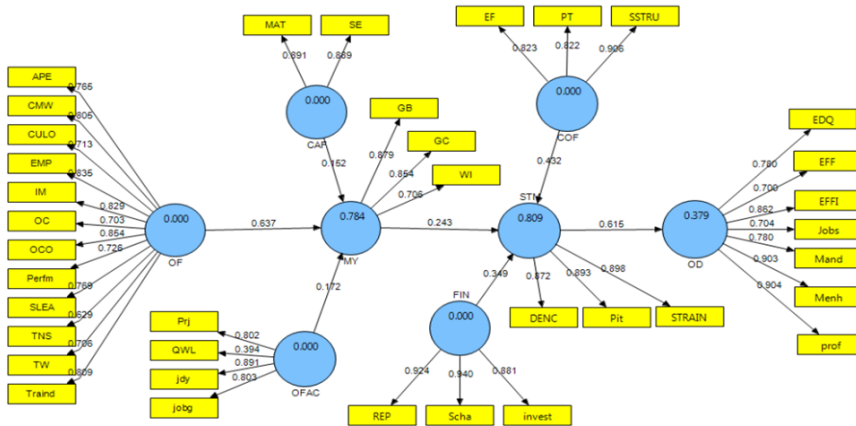 MAT
SE
0.891
0.889
0.000
CAP
0.152
EF
PT
SSTRU
0.823
0.822
0.906
0.000
COF
0.432
APE
CMW
CULO
EMP
IM
OC
OCO
Perfm
SLEA
TNS
TW
Traind
0.765
0.805
0.713
0.835
0.829
0.703
0.854
0.726
0.769
0.629
0.706
0.809
0.000
OF
0.637
GB
GC
WI
0.879
0.854
0.706
0.784
MY
0.243
0.172
Prj
QWL
jdy
jobg
0.802
0.394
0.891
0.803
0.000
OFAC
0.809
0.615
0.349
DENC
Pit
STRAIN
0.872
0.893
0.898
FIN
0.000
0.924
0.940
0.881
REP
Scha
invest
0.379
OD
EDQ
EFF
EFFI
Jobs
Mand
Menh
prof
0.780
0.700
0.862
0.704
0.780
0.903
0.904